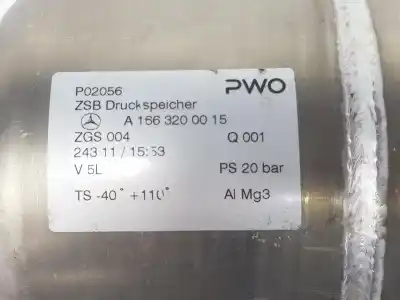 P02056 PWO
ZSB Druckspeicher
A 166 320 00 15
ZGS 004 Q 001
243 11 / 15:53
V 5L PS 20 bar
TS -40° +110° Al Mg3